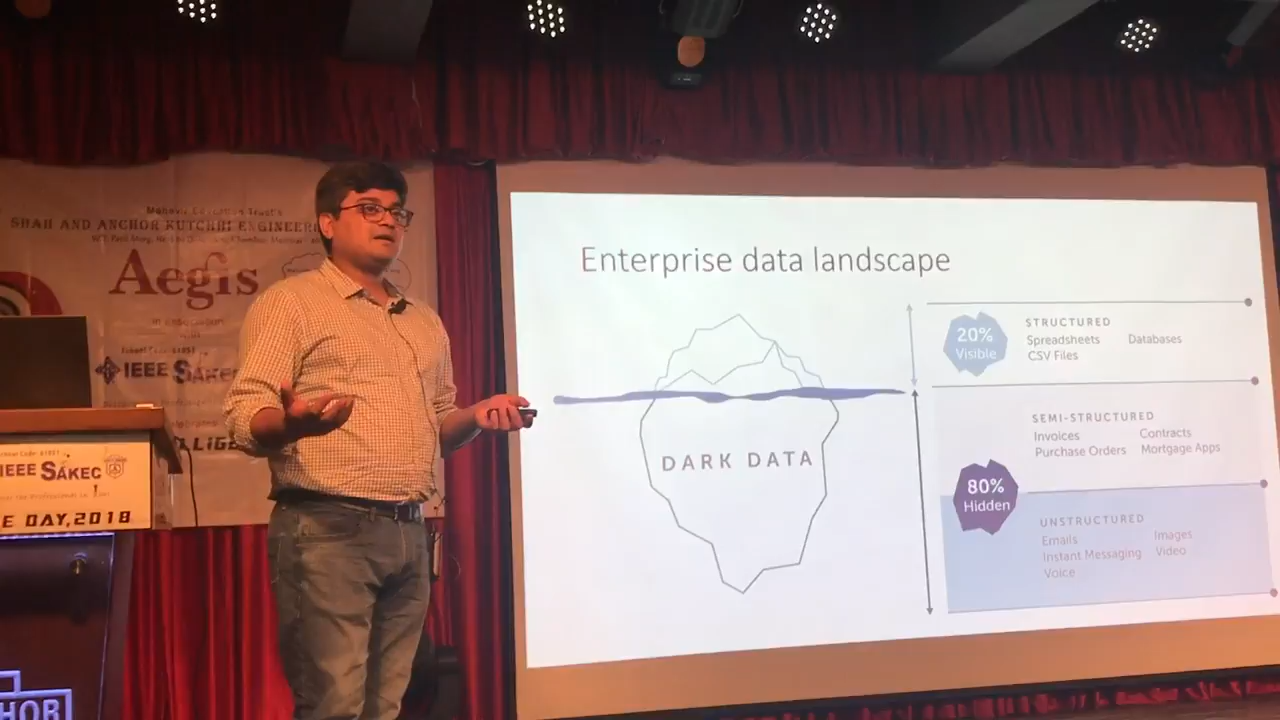 SHAH AND ANCHOR KUTCHHI ENGINEERI
Aegis
IEEE SAKEC
IEEE SAKEC
E DAY,2018
HOR
Enterprise data landscape
DARK DATA
20%
Visible
STRUCTURED
Spreadsheets Databases
CSV Files
80%
Hidden
SEMI-STRUCTURED
Invoices Contracts
Purchase Orders Mortgage Apps
UNSTRUCTURED
Emails Images
Instant Messaging Video
Voice